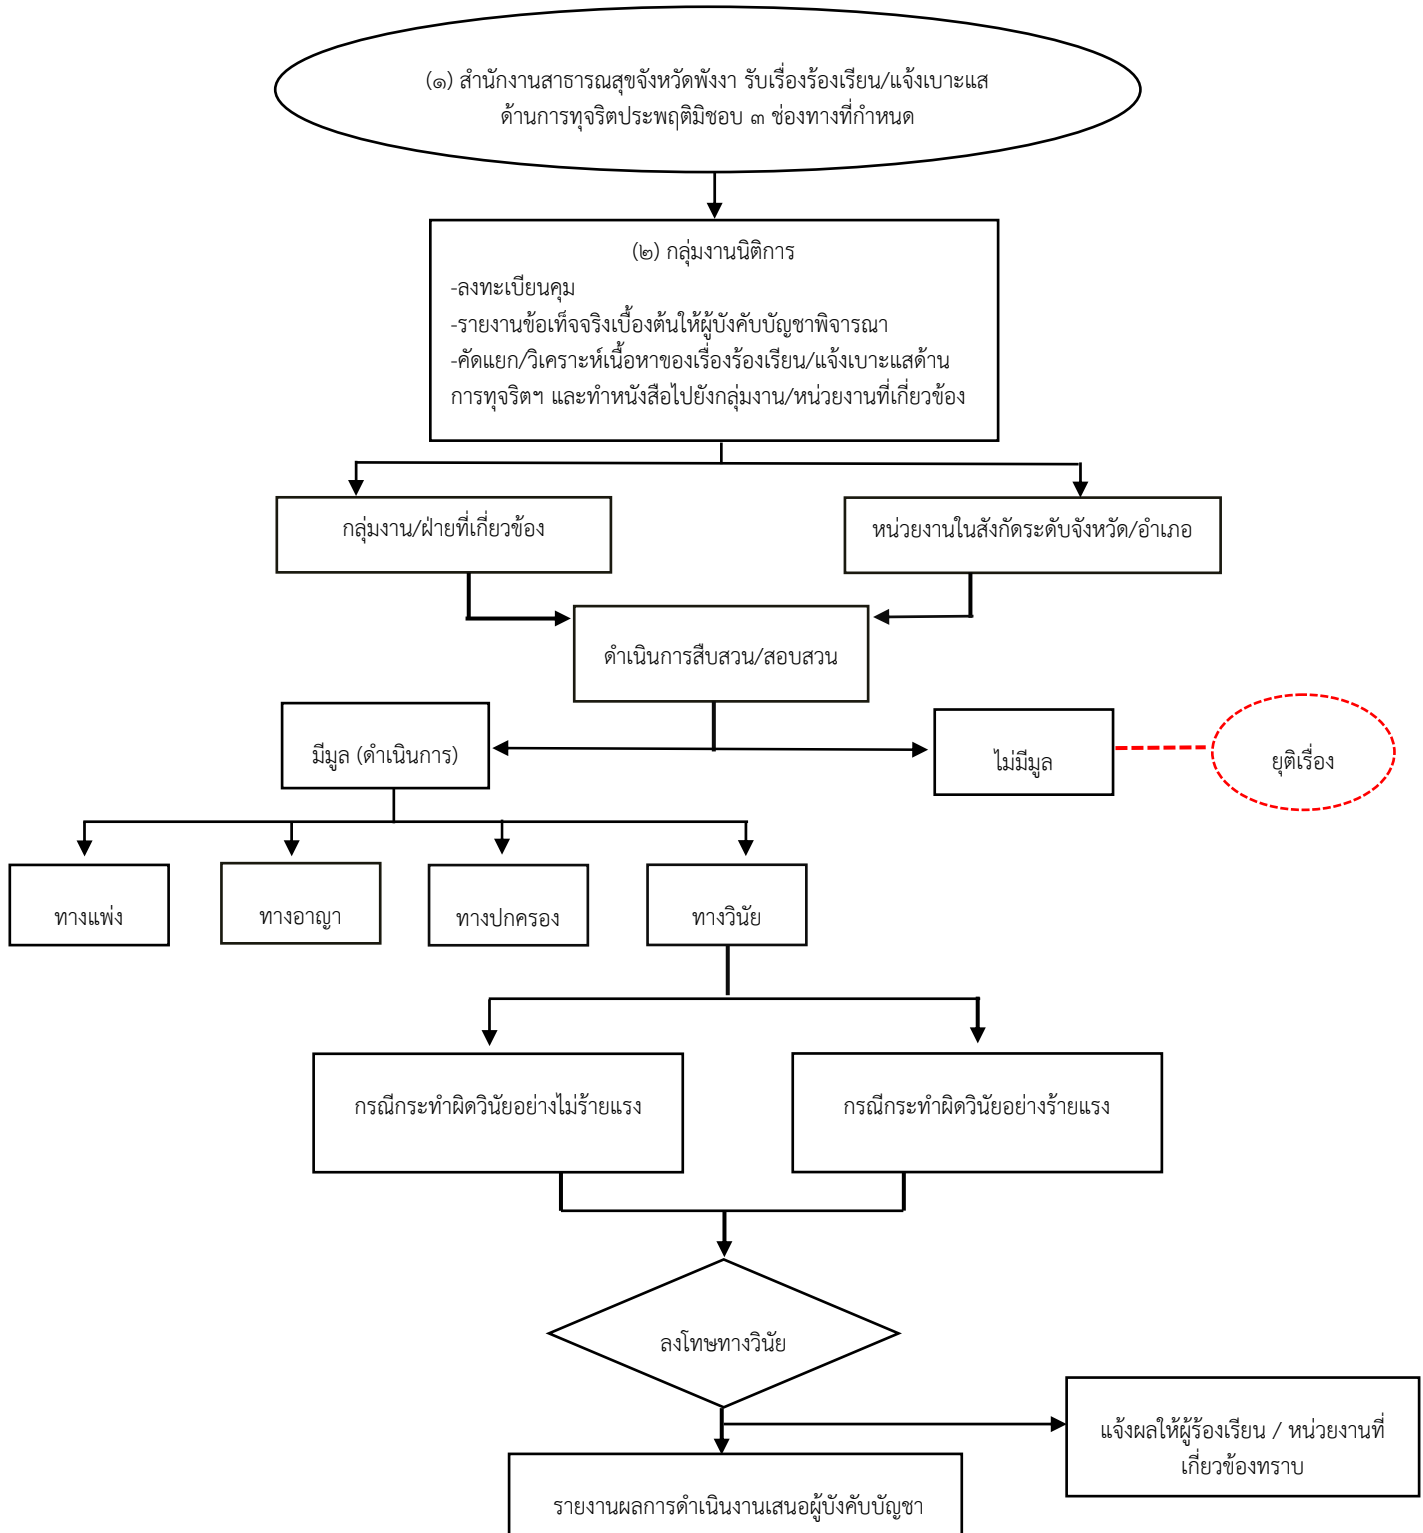 (๑) สำนักงานสาธารณสุขจังหวัดพังงา รับเรื่องร้องเรียน/แจ้งเบาะแส
ด้านการทุจริตประพฤติมิชอบ ๓ ช่องทางที่กำหนด
(๒) กลุ่มงานนิติการ
-ลงทะเบียนคุม
-รายงานข้อเท็จจริงเบื้องต้นให้ผู้บังคับบัญชาพิจารณา
-คัดแยก/วิเคราะห์เนื้อหาของเรื่องร้องเรียน/แจ้งเบาะแสด้าน
การทุจริตฯ และทำหนังสือไปยังกลุ่มงาน/หน่วยงานที่เกี่ยวข้อง
กลุ่มงาน/ฝ่ายที่เกี่ยวข้อง
หน่วยงานในสังกัดระดับจังหวัด/อำเภอ
ดำเนินการสืบสวน/สอบสวน
มีมูล (ดำเนินการ)
ไม่มีมูล
ยุติเรื่อง
ทางแพ่ง
ทางอาญา
ทางปกครอง
ทางวินัย
กรณีกระทำผิดวินัยอย่างไม่ร้ายแรง
กรณีกระทำผิดวินัยอย่างร้ายแรง
ลงโทษทางวินัย
แจ้งผลให้ผู้ร้องเรียน / หน่วยงานที่
เกี่ยวข้องทราบ
รายงานผลการดำเนินงานเสนอผู้บังคับบัญชา